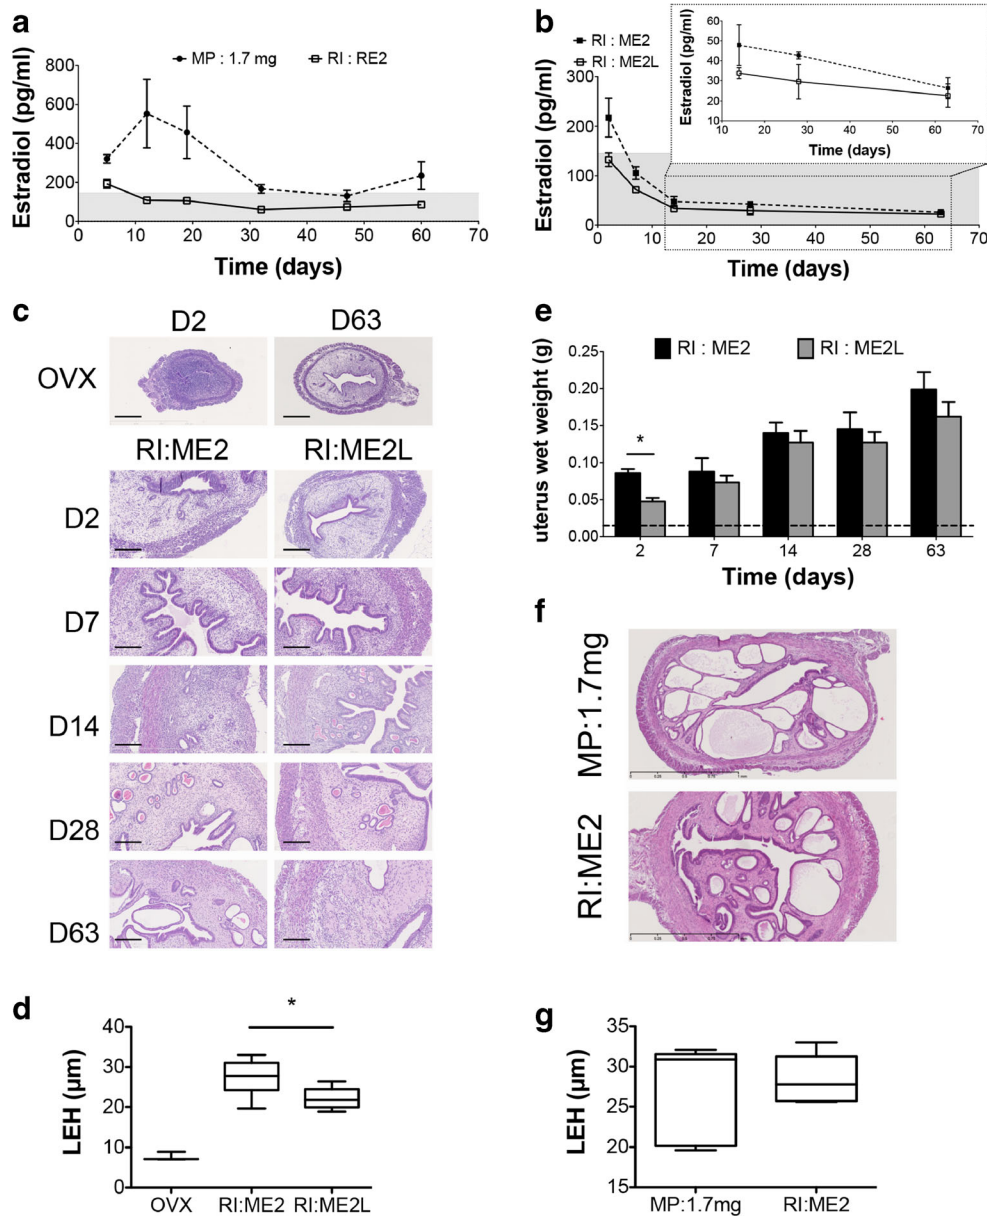 a
MP : 1.7 mg
RI : RE2
Estradiol (pg/ml)
800
600
400
200
0
0 10 20 30 40 50 60 70
Time (days)
b
RI : ME2
RI : ME2L
Estradiol (pg/ml)
300
200
100
0
0 10 20 30 40 50 60 70
Time (days)
Estradiol (pg/ml)
60
50
40
30
20
10
10 20 30 40 50 60 70
Time (days)
c
D2 D63
OVX
RI:ME2 RI:ME2L
D2
D7
D14
D28
D63
e
RI : ME2
RI : ME2L
uterus wet weight (g)
0.25
0.20
0.15
0.10
0.05
0.00
*
2 7 14 28 63
Time (days)
f
MP:1.7mg
RI:ME2
d
LEH (µm)
40
30
20
10
0
*
OVX RI:ME2 RI:ME2L
g
LEH (µm)
35
30
25
20
15
MP:1.7mg RI:ME2